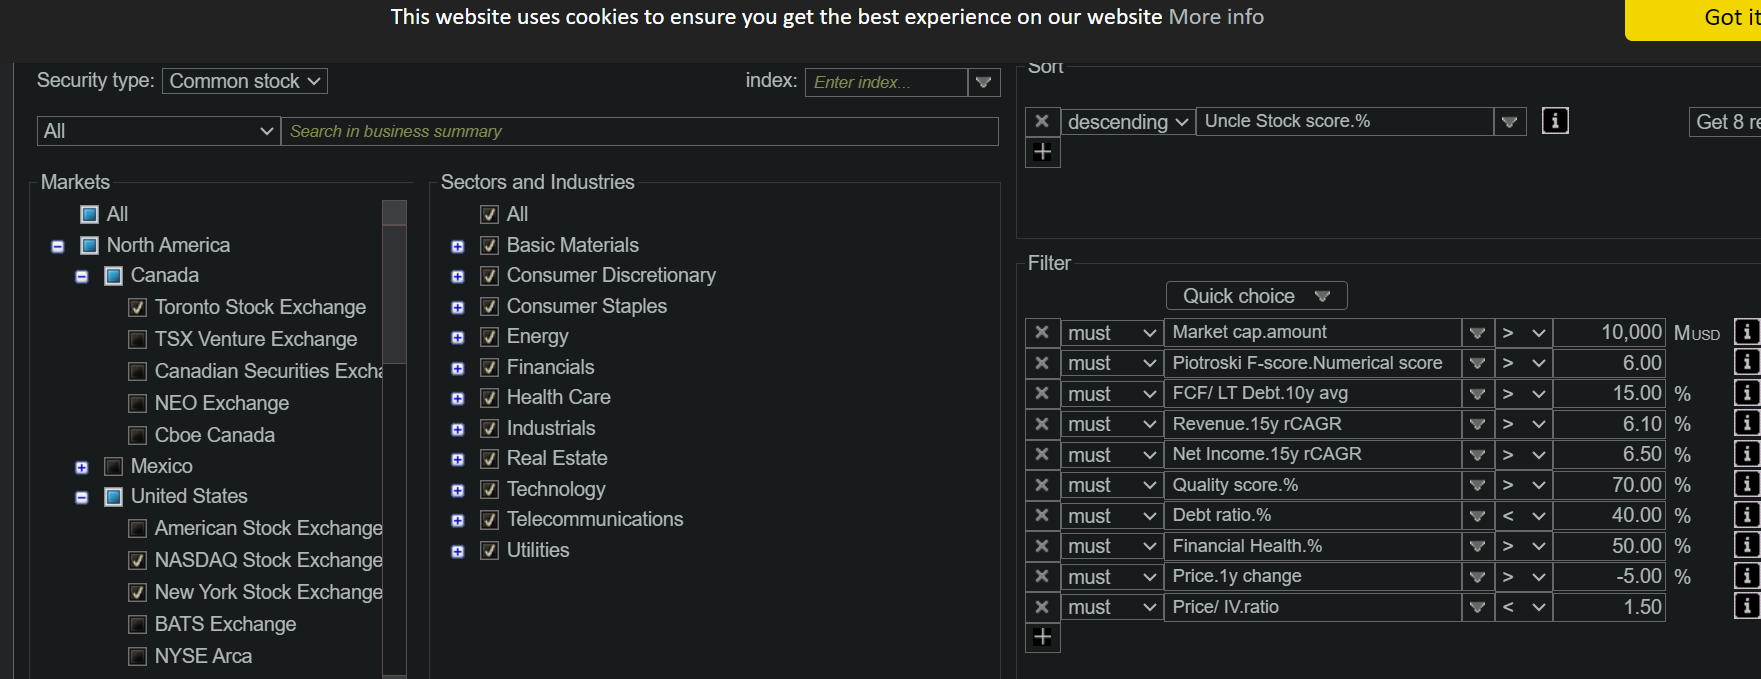 This website uses cookies to ensure you get the best experience on our website More info
Got it
Security type: Common stock
index: Enter index...
All
Search in business summary
Markets
All
North America
Canada
Toronto Stock Exchange
TSX Venture Exchange
Canadian Securities Excha
NEO Exchange
Cboe Canada
Mexico
United States
American Stock Exchange
NASDAQ Stock Exchange
New York Stock Exchange
BATS Exchange
NYSE Arca
Sectors and Industries
All
Basic Materials
Consumer Discretionary
Consumer Staples
Energy
Financials
Health Care
Industrials
Real Estate
Technology
Telecommunications
Utilities
Sort
descending Uncle Stock score.%
Get 8 re
Filter
Quick choice
must Market cap.amount > 10,000 MUSD
must Piotroski F-score.Numerical score > 6.00
must FCF/ LT Debt.10y avg > 15.00 %
must Revenue.15y rCAGR > 6.10 %
must Net Income.15y rCAGR > 6.50 %
must Quality score.% > 70.00 %
must Debt ratio.% < 40.00 %
must Financial Health.% > 50.00 %
must Price.1y change > -5.00 %
must Price/ IV.ratio < 1.50